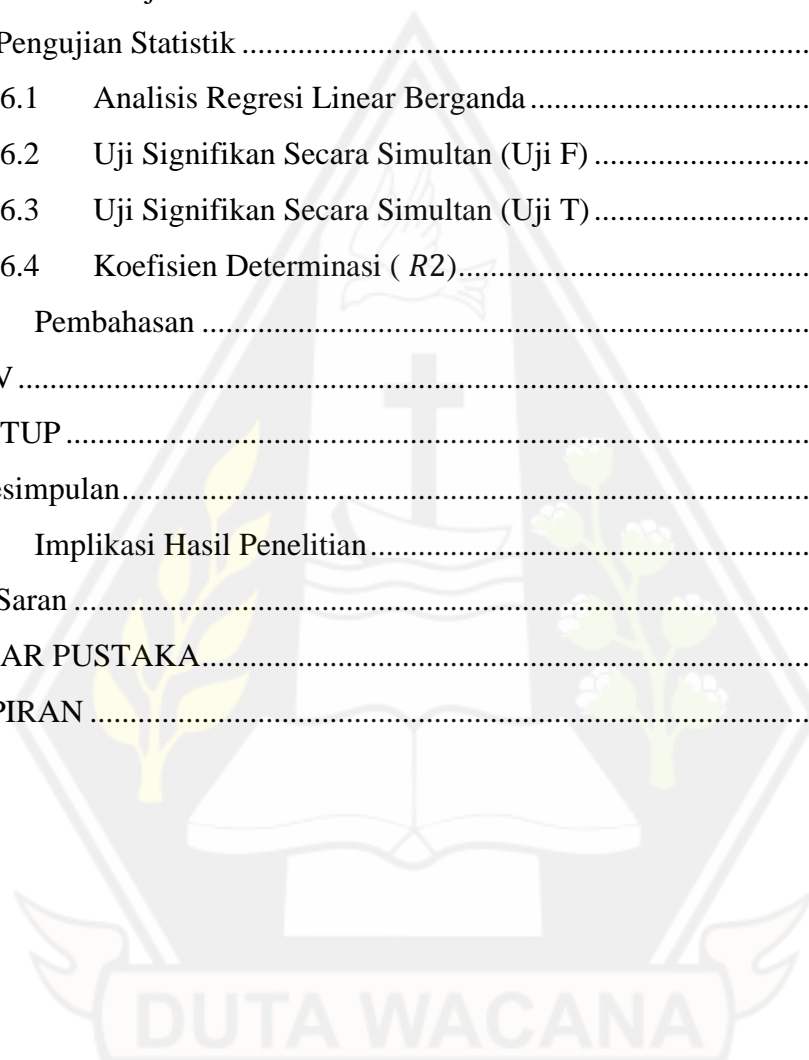 Pengujian Statistik ........................................................................
6.1 Analisis Regresi Linear Berganda ...................................
6.2 Uji Signifikan Secara Simultan (Uji F) ...........................
6.3 Uji Signifikan Secara Simultan (Uji T) ...........................
6.4 Koefisien Determinasi ( R2)............................................
Pembahasan ............................................................................
V ...................................................................................................
TUP .............................................................................................
esimpulan......................................................................................
Implikasi Hasil Penelitian.......................................................
Saran ............................................................................................
AR PUSTAKA............................................................................
PIRAN .........................................................................................
DUTA WACANA